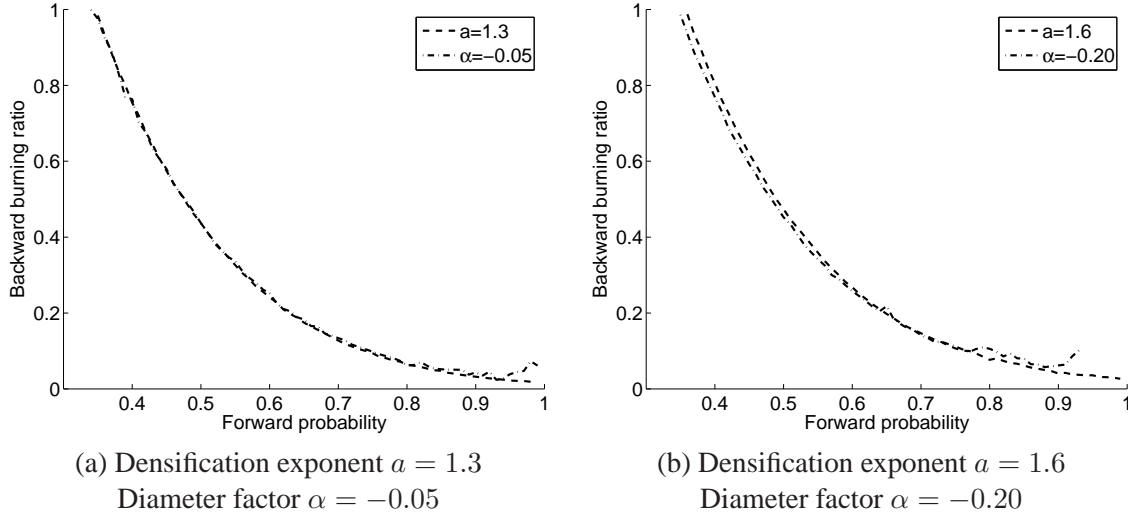 1
0.8
0.6
0.4
0.2
0
Backward burning ratio
0.4 0.5 0.6 0.7 0.8 0.9 1
Forward probability
a=1.3
α=−0.05
(a) Densification exponent a = 1.3
Diameter factor α = −0.05
1
0.8
0.6
0.4
0.2
0
Backward burning ratio
0.4 0.5 0.6 0.7 0.8 0.9 1
Forward probability
a=1.6
α=−0.20
(b) Densification exponent a = 1.6
Diameter factor α = −0.20